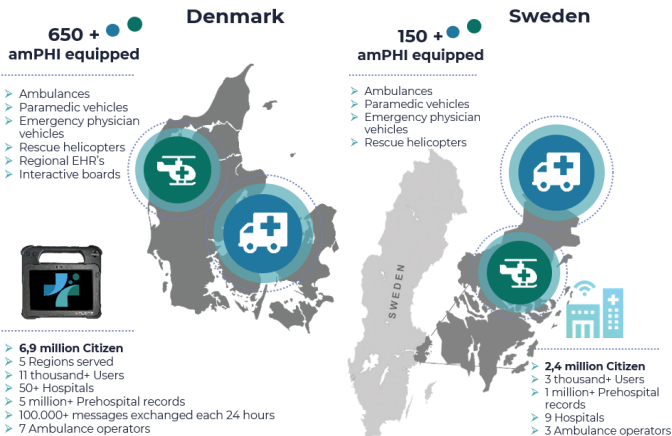 Denmark
650 +
amPHI equipped
Ambulances
Paramedic vehicles
Emergency physician
vehicles
Rescue helicopters
Regional EHR's
Interactive boards
6,9 million Citizen
5 Regions served
11 thousand+ Users
50+ Hospitals
5 million+ Prehospital records
100.000+ messages exchanged each 24 hours
7 Ambulance operators
Sweden
150 +
amPHI equipped
Ambulances
Paramedic vehicles
Emergency physician
vehicles
Rescue helicopters
SWEDEN
2,4 million Citizen
3 thousand+ Users
1 million+ Prehospital
records
9 Hospitals
3 Ambulance operators